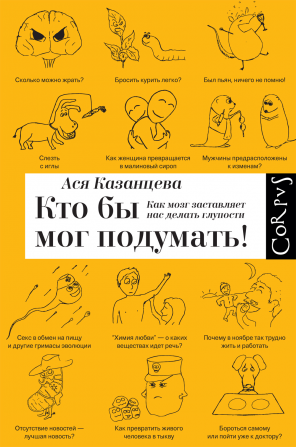 Сколько можно жрать?
Бросить курить легко?
Был пьян, ничего не помню!
Слезть
с иглы
Как женщина превращается
в малиновый сироп
Мужчины предрасположены
к изменам?
Ася Казанцева
Кто бы
мог подумать!
Как мозг заставляет
нас делать глупости
CORPVS
Секс в обмен на пищу
и другие гримасы эволюции
"Химия любви" — о каких
веществах идет речь?
Почему в ноябре так трудно
жить и работать
Отсутствие новостей —
лучшая новость?
Как превратить живого
человека в тыкву
Бороться самому
или пойти уже к доктору?